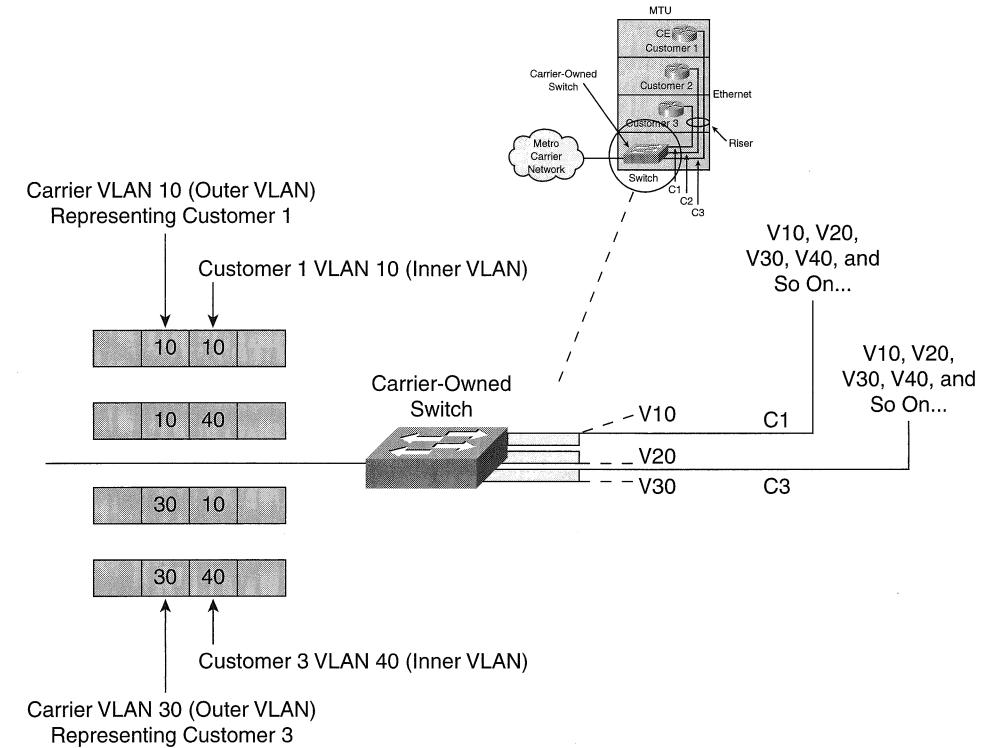 MTU
CE
Customer 1
Carrier-Owned
Switch
Customer 2
Ethernet
Customer 3
Metro
Carrier
Network
Riser
Switch
C1
C2
C3
Carrier VLAN 10 (Outer VLAN)
Representing Customer 1
Customer 1 VLAN 10 (Inner VLAN)
V10, V20,
V30, V40, and
So On...
10 10
V10, V20,
V30, V40, and
So On...
Carrier-Owned
Switch
10 40
V10
C1
V20
V30
C3
30 10
30 40
Customer 3 VLAN 40 (Inner VLAN)
Carrier VLAN 30 (Outer VLAN)
Representing Customer 3